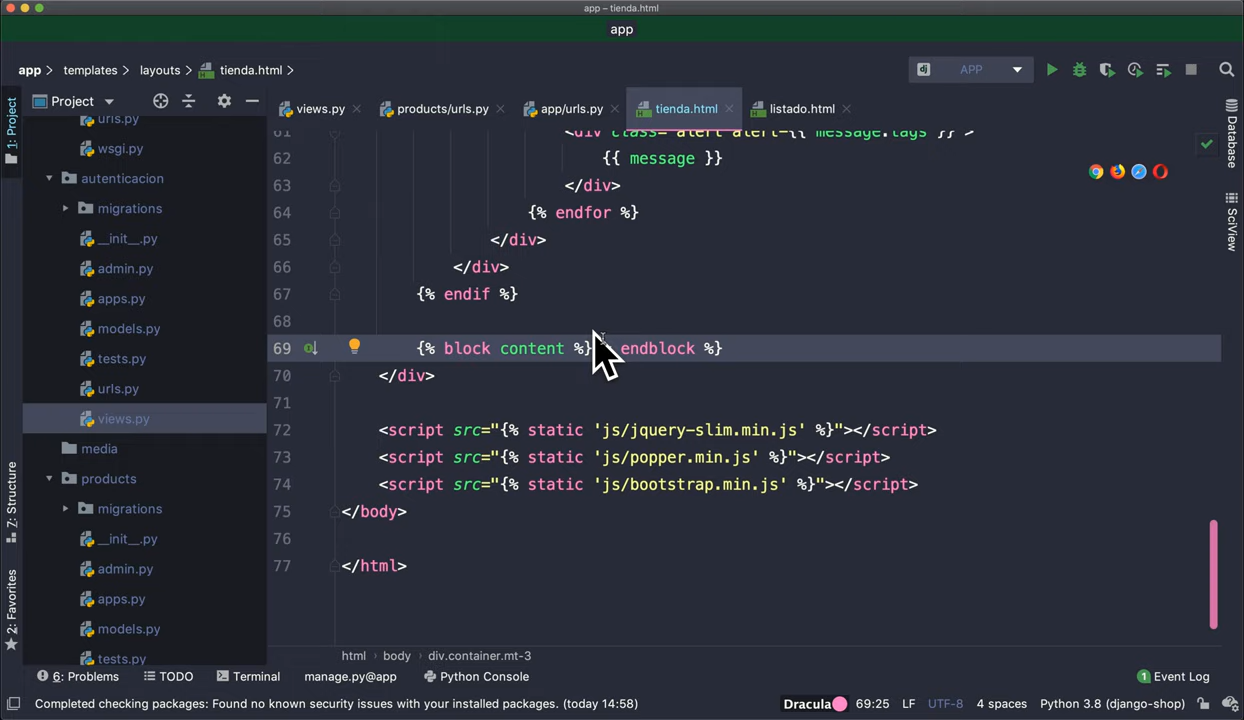 app – tienda.html
app
app templates layouts tienda.html
APP
Project
views.py products/urls.py app/urls.py tienda.html listado.html
1: Project
Z: Structure
2: Favorites
Database
SciView
urls.py
wsgi.py
autenticacion
migrations
__init__.py
admin.py
apps.py
models.py
tests.py
urls.py
views.py
media
products
migrations
__init__.py
admin.py
apps.py
models.py
tests.py
61 <div class="alert alert-{{ message.tags }}">
62 {{ message }}
63 </div>
64 {% endfor %}
65 </div>
66 </div>
67 {% endif %}
68
69 {% block content %} endblock %}
70 </div>
71
72 <script src="{% static 'js/jquery-slim.min.js' %}"></script>
73 <script src="{% static 'js/popper.min.js' %}"></script>
74 <script src="{% static 'js/bootstrap.min.js' %}"></script>
75 </body>
76
77 </html>
html body div.container.mt-3
6: Problems TODO Terminal manage.py@app Python Console 1 Event Log
Completed checking packages: Found no known security issues with your installed packages. (today 14:58) Dracula 69:25 LF UTF-8 4 spaces Python 3.8 (django-shop)